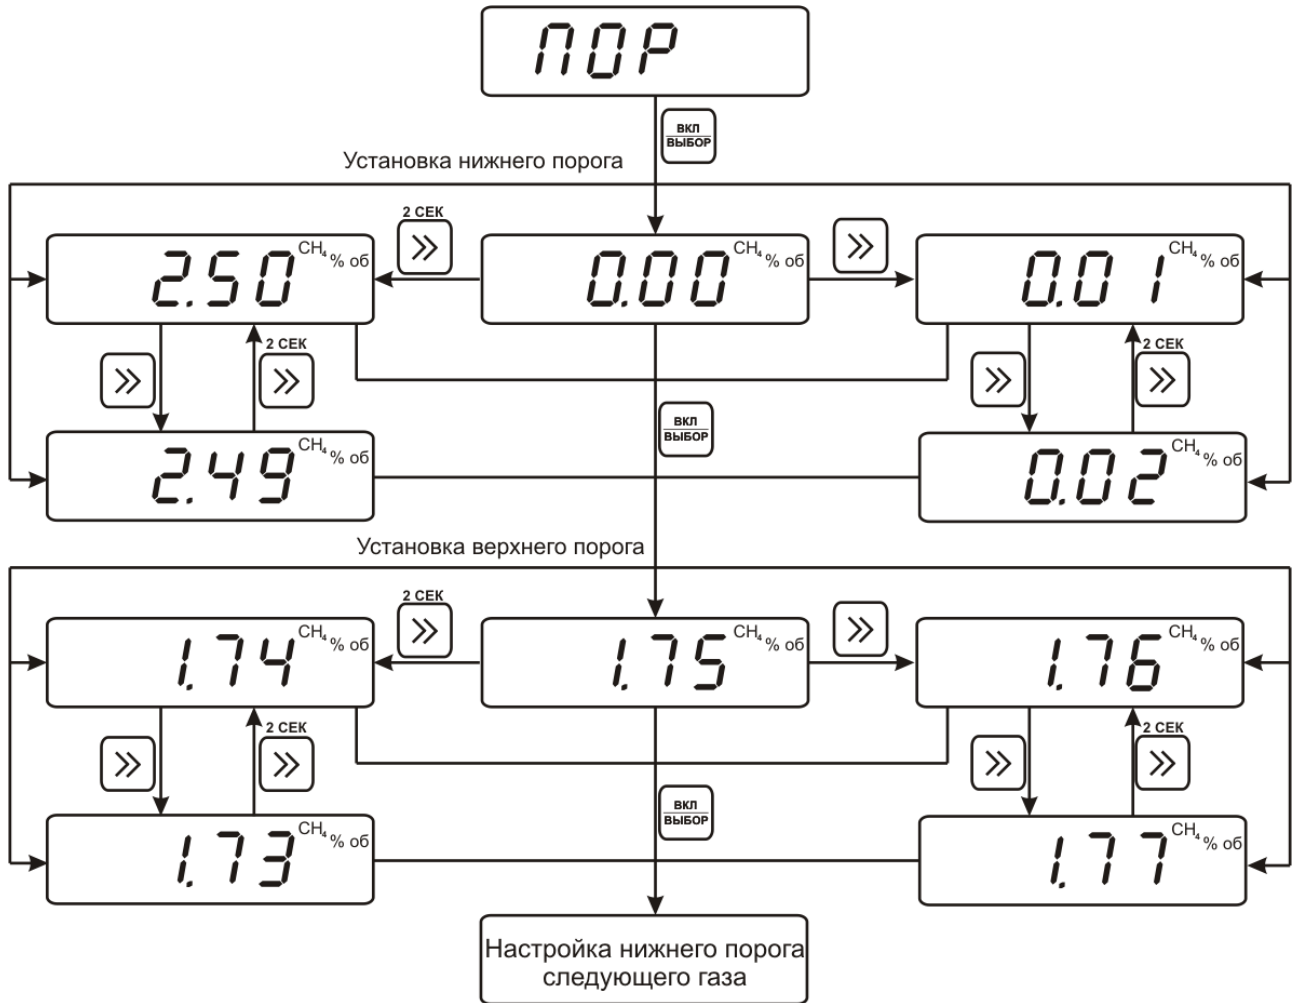 ПОР
ВКЛ
ВЫБОР
Установка нижнего порога
2 СЕК
2.50 CH₄ % об
0.00 CH₄ % об
0.01 CH₄ % об
2 СЕК
2 СЕК
ВКЛ
ВЫБОР
2.49 CH₄ % об
0.02 CH₄ % об
Установка верхнего порога
2 СЕК
1.74 CH₄ % об
1.75 CH₄ % об
1.76 CH₄ % об
2 СЕК
2 СЕК
ВКЛ
ВЫБОР
1.73 CH₄ % об
1.77 CH₄ % об
Настройка нижнего порога
следующего газа